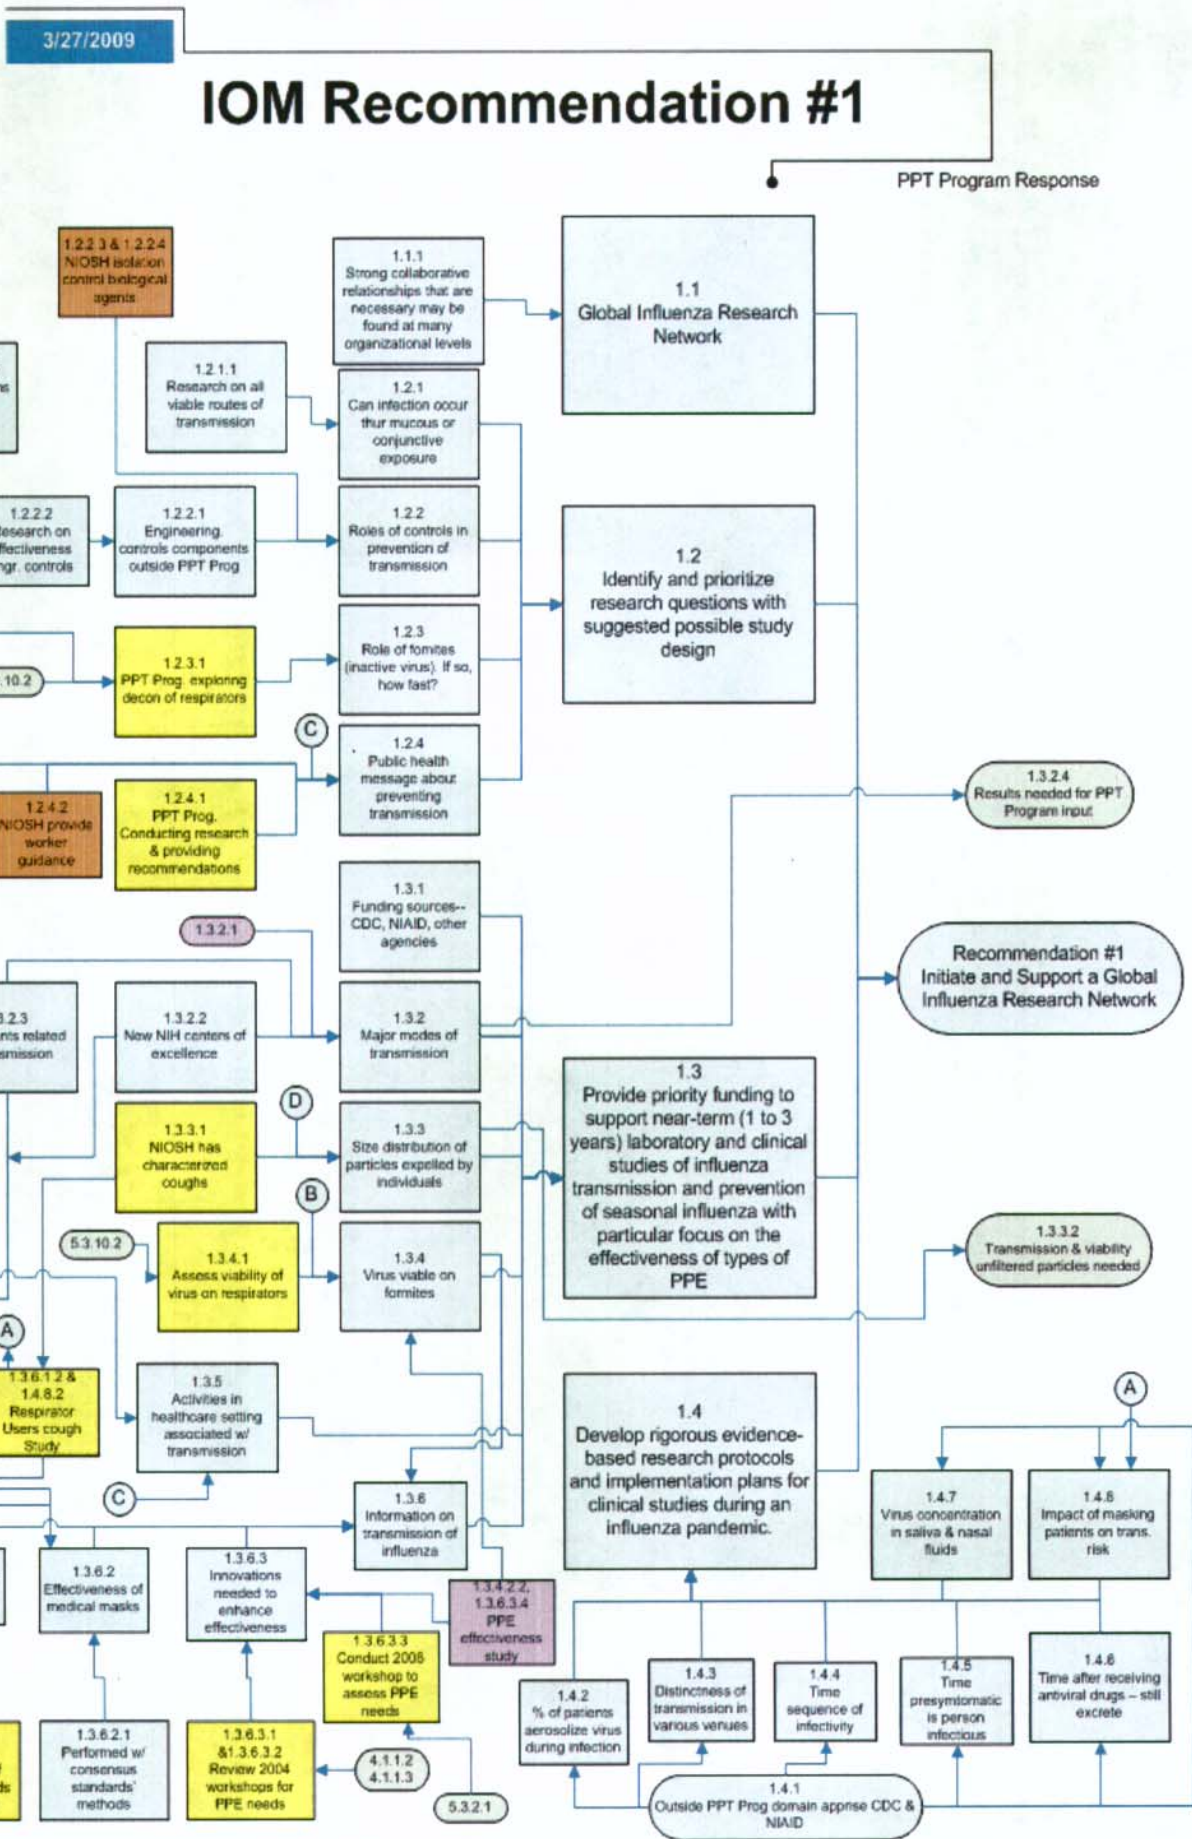 3/27/2009
IOM Recommendation #1
PPT Program Response
1.2.2.3 & 1.2.2.4
NIOSH isolation
control biological
agents
1.1.1
Strong collaborative
relationships that are
necessary may be
found at many
organizational levels
1.1
Global Influenza Research
Network
1.2.1.1
Research on all
viable routes of
transmission
1.2.1
Can infection occur
thur mucous or
conjunctive
exposure
1.2.2.2
esearch on
ffectiveness
ngr. controls
1.2.2.1
Engineering.
controls components
outside PPT Prog
1.2.2
Roles of controls in
prevention of
transmission
1.2
Identify and prioritize
research questions with
suggested possible study
design
1.2.3
Role of fomites
(inactive virus). If so,
how fast?
1.2.3.1
PPT Prog. exploring
decon of respirators
.10.2
C
1.2.4
Public health
message about
preventing
transmission
1.2.4.2
NIOSH provide
worker
guidance
1.2.4.1
PPT Prog.
Conducting research
& providing
recommendations
1.3.2.4
Results needed for PPT
Program input
1.3.1
Funding sources--
CDC, NIAID, other
agencies
1.3.2.1
Recommendation #1
Initiate and Support a Global
Influenza Research Network
3.2.3
nts related
smission
1.3.2.2
New NIH centers of
excellence
1.3.2
Major modes of
transmission
1.3
Provide priority funding to
support near-term (1 to 3
years) laboratory and clinical
studies of influenza
transmission and prevention
of seasonal influenza with
particular focus on the
effectiveness of types of
PPE
D
1.3.3.1
NIOSH has
characterized
coughs
1.3.3
Size distribution of
particles expelled by
individuals
B
5.3.10.2
1.3.4.1
Assess viability of
virus on respirators
1.3.4
Virus viable on
formites
1.3.3.2
Transmission & viability
unfiltered particles needed
A
1.3.6.1.2 &
1.4.8.2
Respirator
Users cough
Study
1.3.5
Activities in
healthcare setting
associated w/
transmission
C
1.4
Develop rigorous evidence-
based research protocols
and implementation plans for
clinical studies during an
influenza pandemic.
A
1.4.7
Virus concentration
in saliva & nasal
fluids
1.4.8
Impact of masking
patients on trans.
risk
1.3.6
Information on
transmission of
influenza
1.3.6.2
Effectiveness of
medical masks
1.3.6.3
Innovations
needed to
enhance
effectiveness
1.3.4.2.2,
1.3.6.3.4
PPE
effectiveness
study
1.3.6.3.3
Conduct 2008
workshop to
assess PPE
needs
1.4.2
% of patients
aerosolize virus
during infection
1.4.3
Distinctness of
transmission in
various venues
1.4.4
Time
sequence of
infectivity
1.4.5
Time
presymtomatic
is person
infectious
1.4.6
Time after receiving
antiviral drugs – still
excrete
1.3.6.2.1
Performed w/
consensus
standards'
methods
1.3.6.3.1
&1.3.6.3.2
Review 2004
workshops for
PPE needs
4.1.1.2
4.1.1.3
5.3.2.1
1.4.1
Outside PPT Prog domain apprise CDC &
NIAID